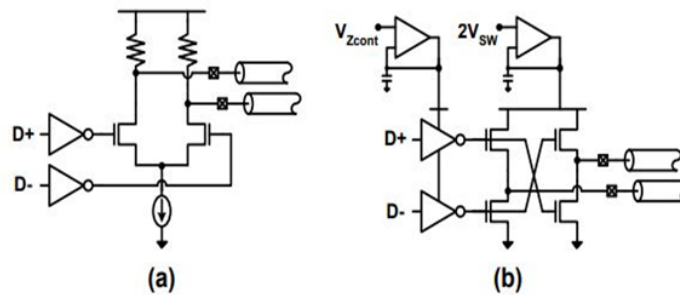 V_Zcont
2V_SW
D+
D-
D+
D-
(a)
(b)